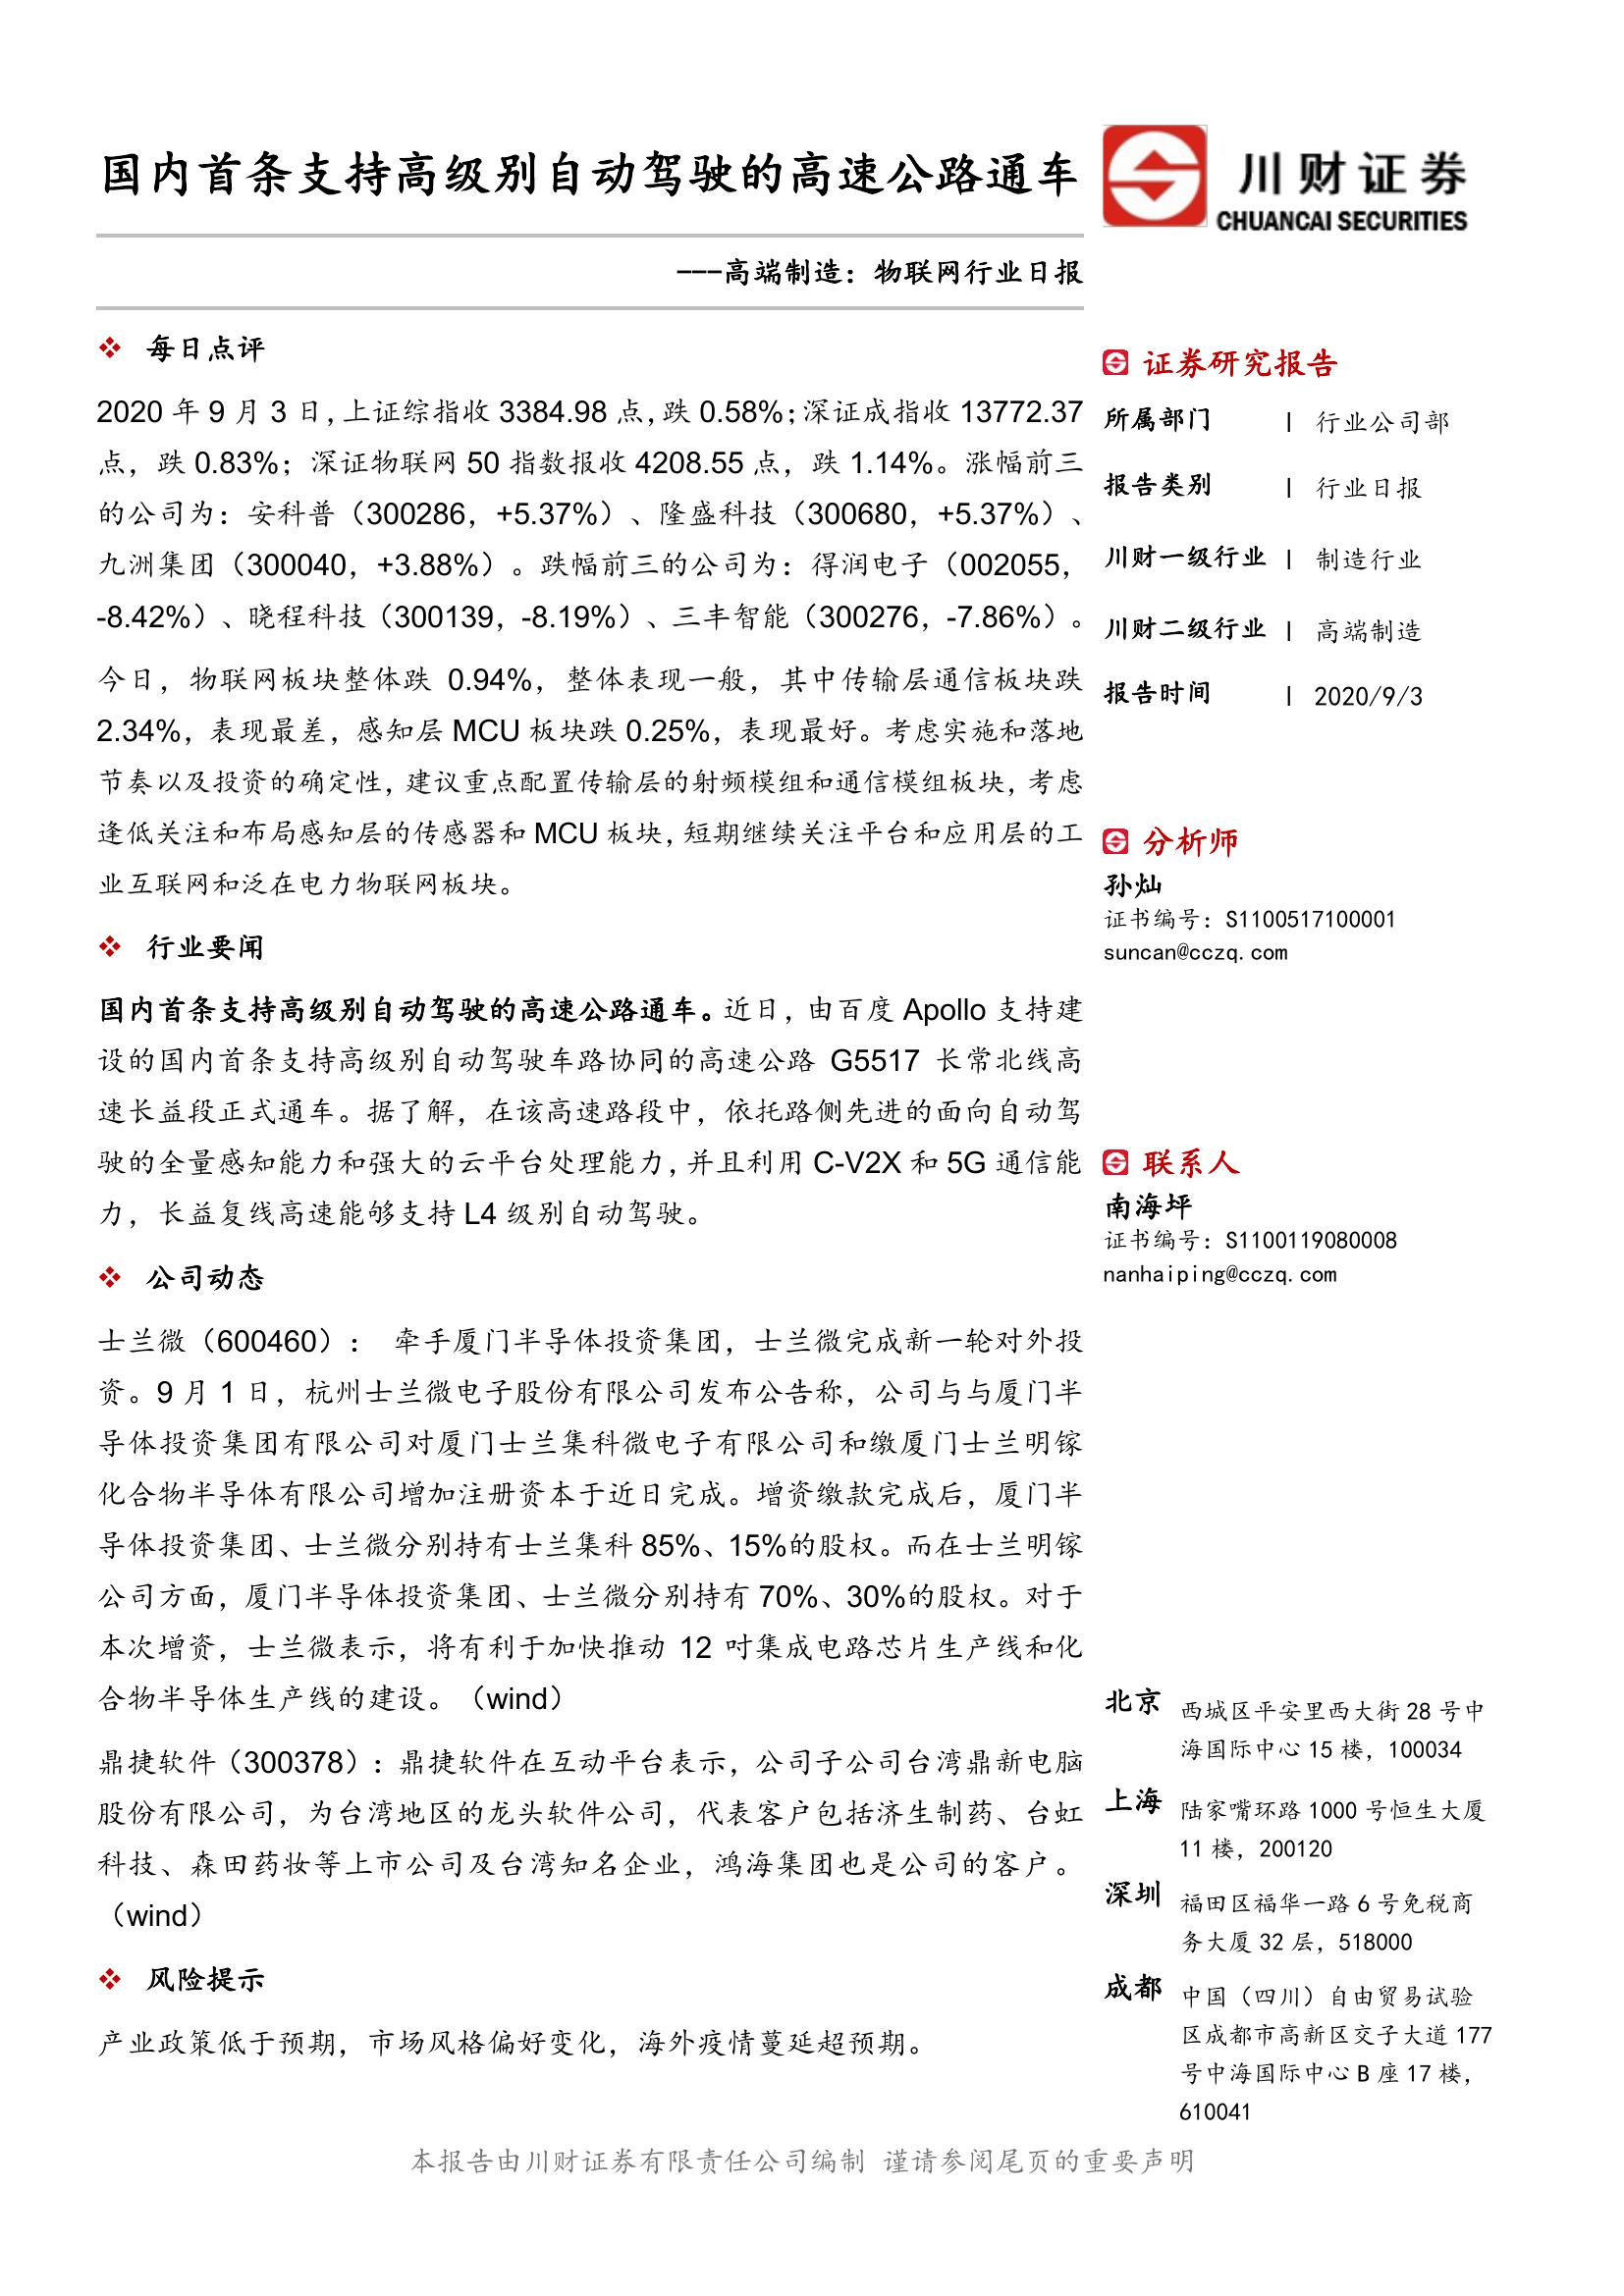 国内首条支持高级别自动驾驶的高速公路通车
---高端制造：物联网行业日报
每日点评
2020 年 9 月 3 日，上证综指收 3384.98 点，跌 0.58%；深证成指收 13772.37
点，跌 0.83%；深证物联网 50 指数报收 4208.55 点，跌 1.14%。涨幅前三
的公司为：安科普（300286，+5.37%）、隆盛科技（300680，+5.37%）、
九洲集团（300040，+3.88%）。跌幅前三的公司为：得润电子（002055，
-8.42%）、晓程科技（300139，-8.19%）、三丰智能（300276，-7.86%）。
今日，物联网板块整体跌 0.94%，整体表现一般，其中传输层通信板块跌
2.34%，表现最差，感知层 MCU 板块跌 0.25%，表现最好。考虑实施和落地
节奏以及投资的确定性，建议重点配置传输层的射频模组和通信模组板块，考虑
逢低关注和布局感知层的传感器和 MCU 板块，短期继续关注平台和应用层的工
业互联网和泛在电力物联网板块。
行业要闻
国内首条支持高级别自动驾驶的高速公路通车。近日，由百度 Apollo 支持建
设的国内首条支持高级别自动驾驶车路协同的高速公路 G5517 长常北线高
速长益段正式通车。据了解，在该高速路段中，依托路侧先进的面向自动驾
驶的全量感知能力和强大的云平台处理能力，并且利用 C-V2X 和 5G 通信能
力，长益复线高速能够支持 L4 级别自动驾驶。
公司动态
士兰微（600460）： 牵手厦门半导体投资集团，士兰微完成新一轮对外投
资。9 月 1 日，杭州士兰微电子股份有限公司发布公告称，公司与与厦门半
导体投资集团有限公司对厦门士兰集科微电子有限公司和缴厦门士兰明镓
化合物半导体有限公司增加注册资本于近日完成。增资缴款完成后，厦门半
导体投资集团、士兰微分别持有士兰集科 85%、15%的股权。而在士兰明镓
公司方面，厦门半导体投资集团、士兰微分别持有 70%、30%的股权。对于
本次增资，士兰微表示，将有利于加快推动 12 吋集成电路芯片生产线和化
合物半导体生产线的建设。（wind）
鼎捷软件（300378）：鼎捷软件在互动平台表示，公司子公司台湾鼎新电脑
股份有限公司，为台湾地区的龙头软件公司，代表客户包括济生制药、台虹
科技、森田药妆等上市公司及台湾知名企业，鸿海集团也是公司的客户。
（wind）
风险提示
产业政策低于预期，市场风格偏好变化，海外疫情蔓延超预期。
川财证券
CHUANCAI SECURITIES
证券研究报告
所属部门 | 行业公司部
报告类别 | 行业日报
川财一级行业 | 制造行业
川财二级行业 | 高端制造
报告时间 | 2020/9/3
分析师
孙灿
证书编号：S1100517100001
suncan@cczq.com
联系人
南海坪
证书编号：S1100119080008
nanhaiping@cczq.com
北京 西城区平安里西大街 28 号中
海国际中心 15 楼，100034
上海 陆家嘴环路 1000 号恒生大厦
11 楼，200120
深圳 福田区福华一路 6 号免税商
务大厦 32 层，518000
成都 中国（四川）自由贸易试验
区成都市高新区交子大道 177
号中海国际中心 B 座 17 楼，
610041
本报告由川财证券有限责任公司编制 谨请参阅尾页的重要声明